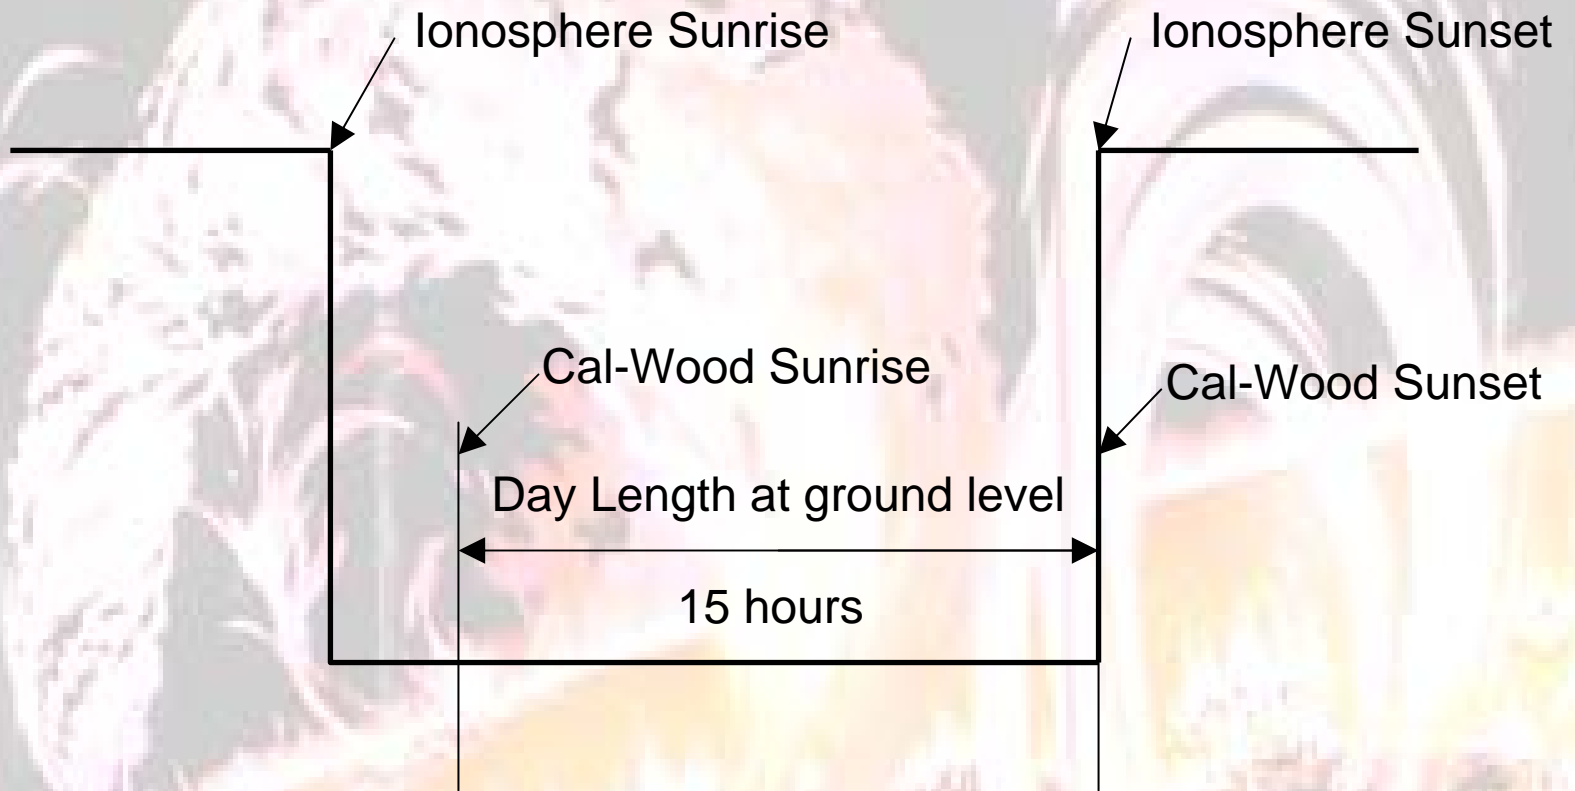 Ionosphere Sunrise
Ionosphere Sunset
Cal-Wood Sunrise
Cal-Wood Sunset
Day Length at ground level
15 hours